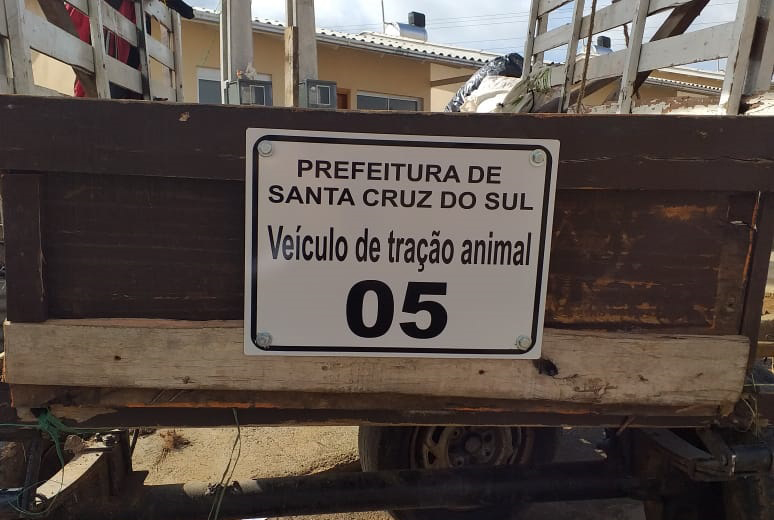 PREFEITURA DE
SANTA CRUZ DO SUL
Veículo de tração animal
05